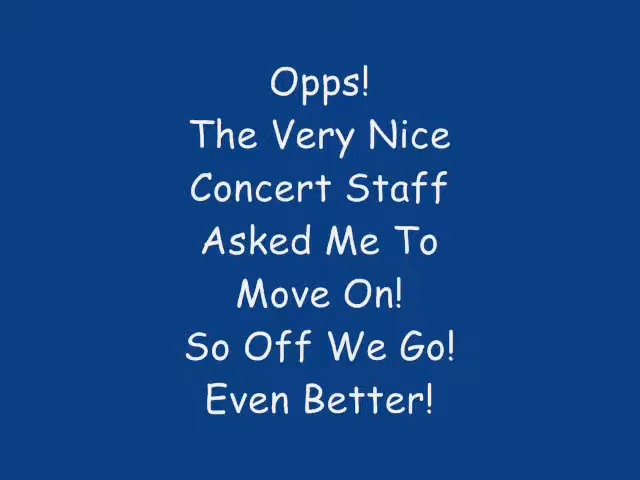 Opps!
The Very Nice
Concert Staff
Asked Me To
Move On!
So Off We Go!
Even Better!